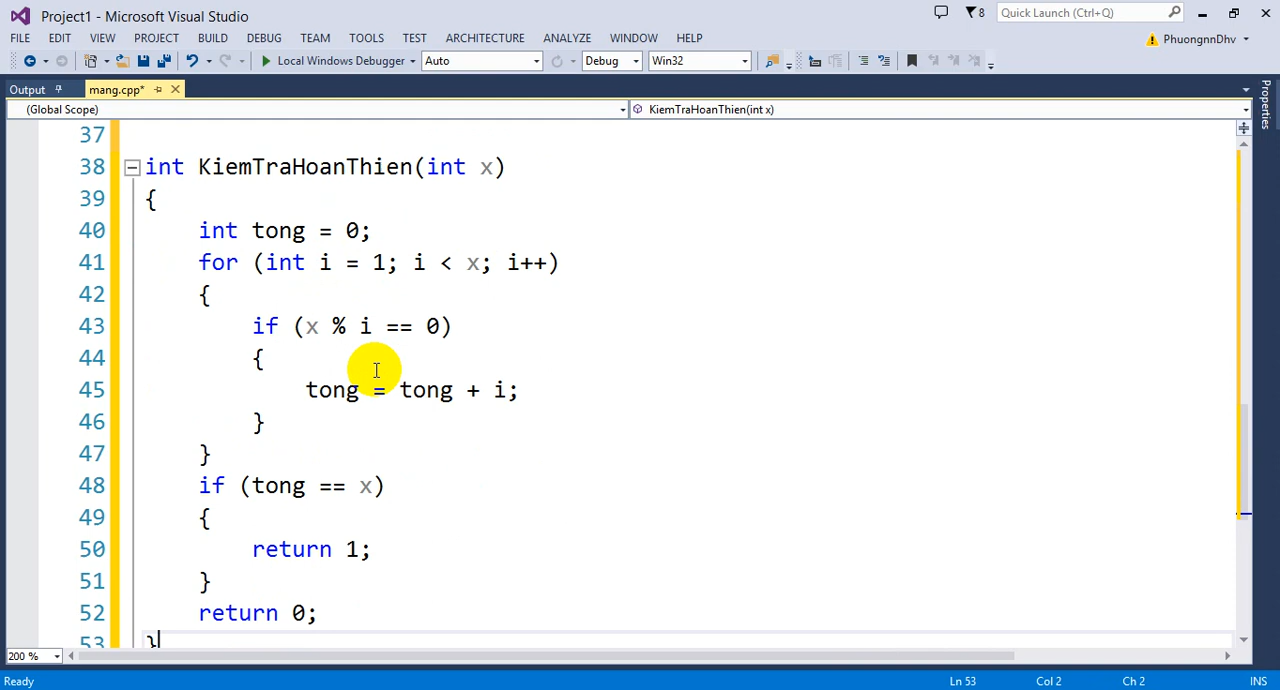 Project1 - Microsoft Visual Studio
8
Quick Launch (Ctrl+Q)
FILE EDIT VIEW PROJECT BUILD DEBUG TEAM TOOLS TEST ARCHITECTURE ANALYZE WINDOW HELP
PhuongnnDhv
Local Windows Debugger Auto Debug Win32
Output mang.cpp*
(Global Scope) KiemTraHoanThien(int x)
Properties
37
38 int KiemTraHoanThien(int x)
39 {
40 int tong = 0;
41 for (int i = 1; i < x; i++)
42 {
43 if (x % i == 0)
44 {
45 tong = tong + i;
46 }
47 }
48 if (tong == x)
49 {
50 return 1;
51 }
52 return 0;
53 }
200 %
Ready Ln 53 Col 2 Ch 2 INS